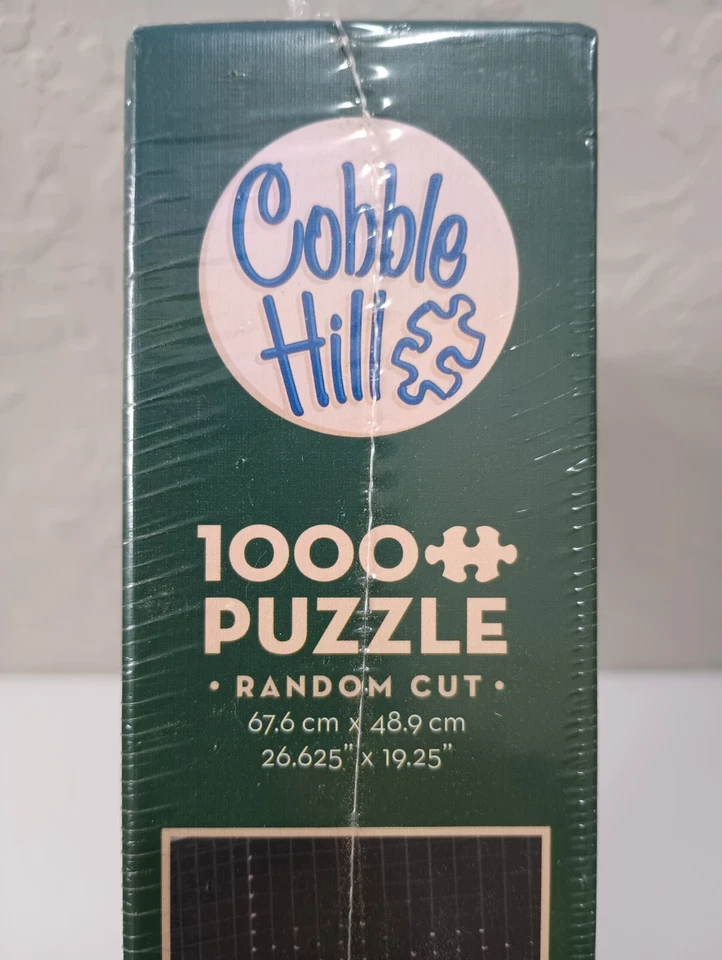 Cobble
Hill
1000
PUZZLE
• RANDOM CUT •
67.6 cm x 48.9 cm
26.625" x 19.25"